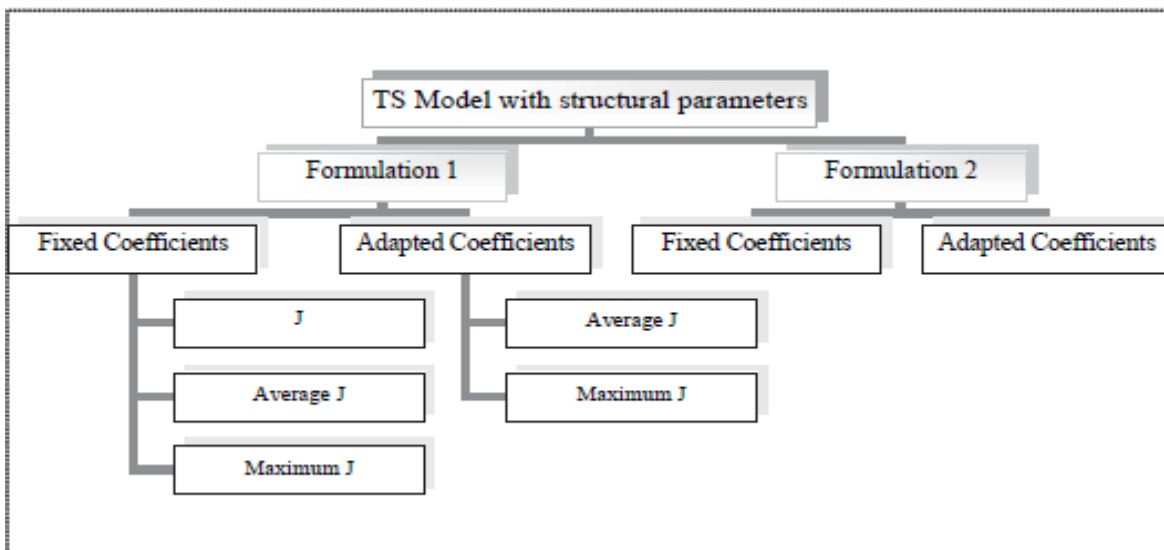 TS Model with structural parameters
Formulation 1
Formulation 2
Fixed Coefficients
Adapted Coefficients
Fixed Coefficients
Adapted Coefficients
J
Average J
Average J
Maximum J
Maximum J